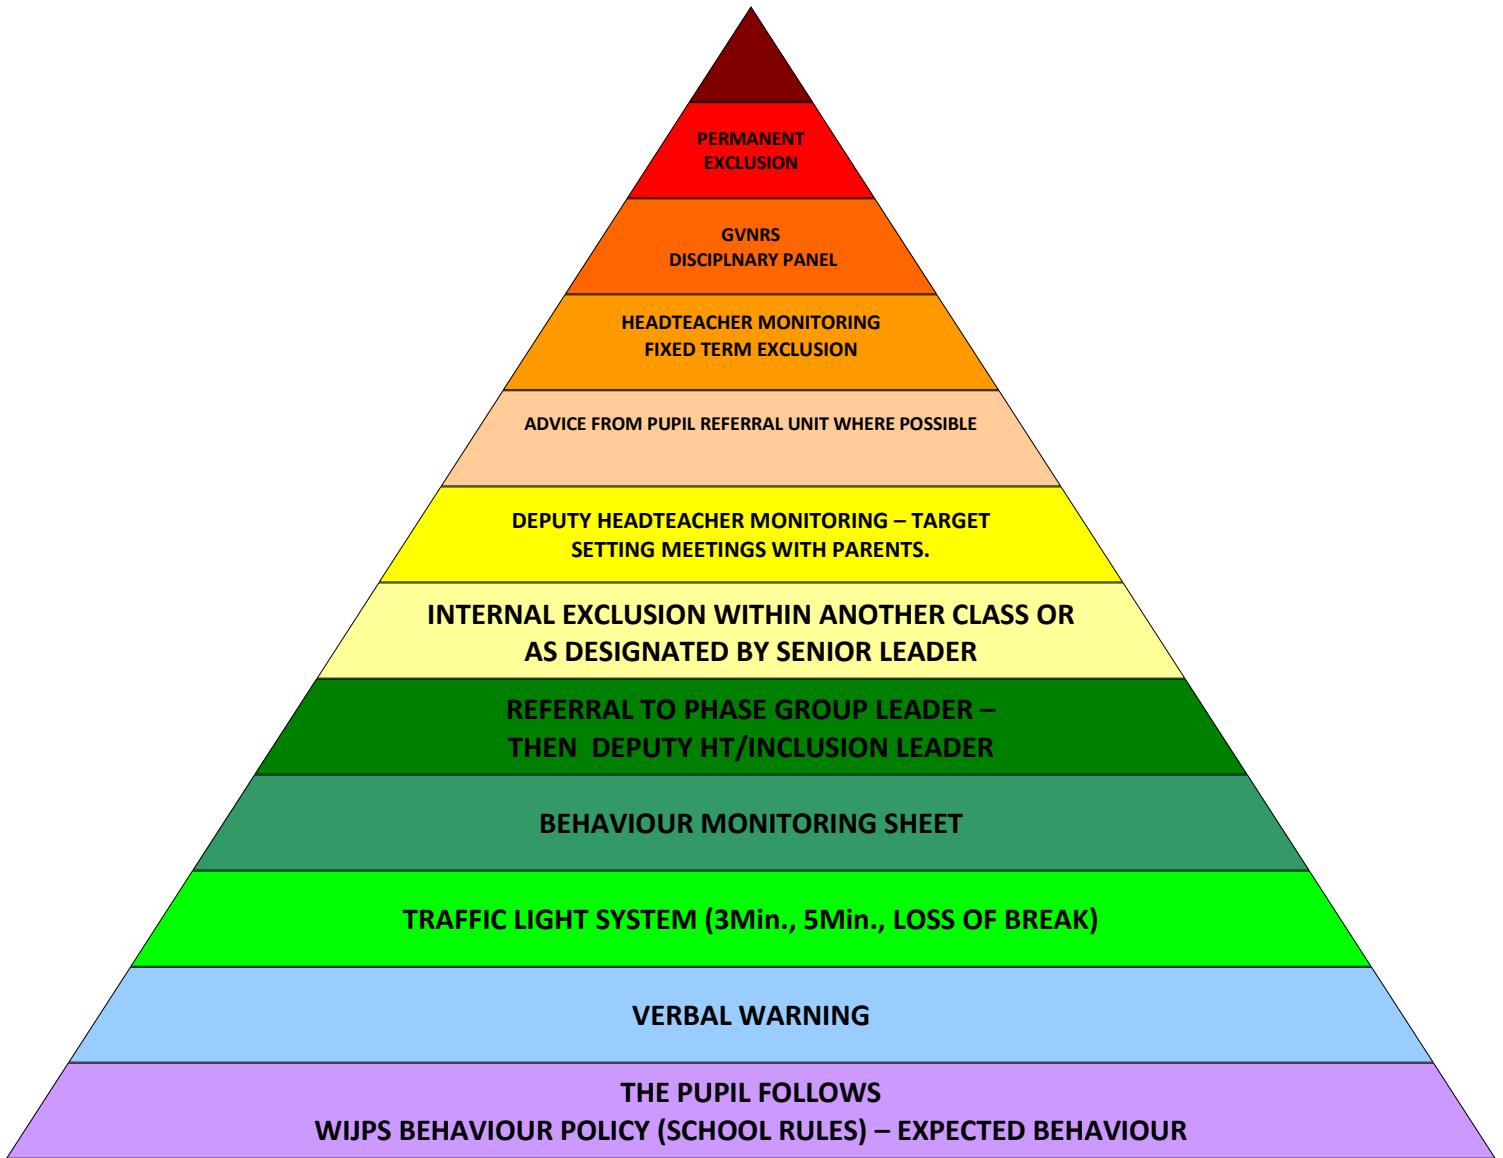 PERMANENT
EXCLUSION
GVNRS
DISCIPLNARY PANEL
HEADTEACHER MONITORING
FIXED TERM EXCLUSION
ADVICE FROM PUPIL REFERRAL UNIT WHERE POSSIBLE
DEPUTY HEADTEACHER MONITORING – TARGET
SETTING MEETINGS WITH PARENTS.
INTERNAL EXCLUSION WITHIN ANOTHER CLASS OR
AS DESIGNATED BY SENIOR LEADER
REFERRAL TO PHASE GROUP LEADER –
THEN  DEPUTY HT/INCLUSION LEADER
BEHAVIOUR MONITORING SHEET
TRAFFIC LIGHT SYSTEM (3Min., 5Min., LOSS OF BREAK)
VERBAL WARNING
THE PUPIL FOLLOWS
WIJPS BEHAVIOUR POLICY (SCHOOL RULES) – EXPECTED BEHAVIOUR